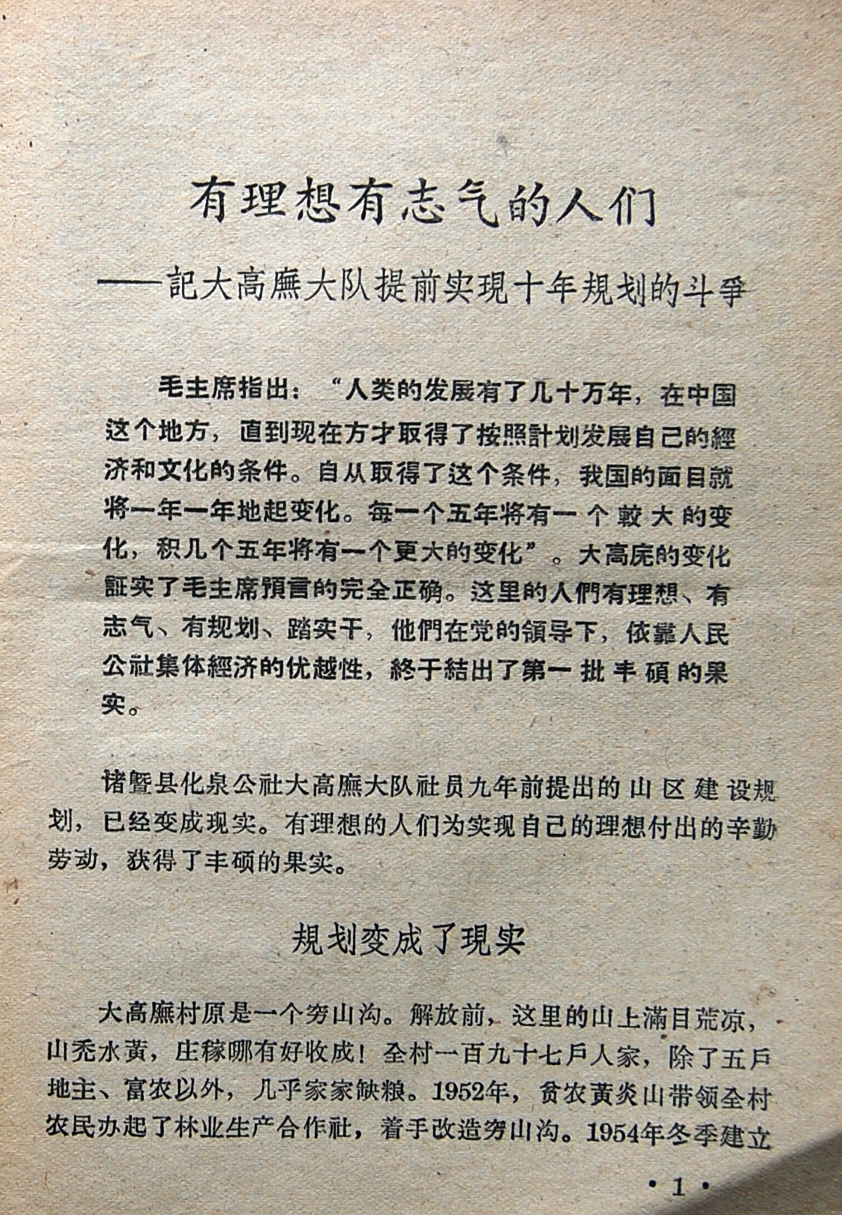 有理想有志气的人们
——記大高廡大队提前实現十年規划的斗爭
毛主席指出：“人类的发展有了几十万年，在中国
这个地方，直到现在方才取得了按照計划发展自己的經
济和文化的条件。自从取得了这个条件，我国的面目就
将一年一年地起变化。每一个五年将有一个較大的变
化，积几个五年将有一个更大的变化”。大高庑的变化
証实了毛主席預言的完全正确。这里的人們有理想、有
志气、有规划、踏实干，他們在党的領导下，依靠人民
公社集体經济的优越性，終于結出了第一批丰碩的果
实。
诸暨县化泉公社大高廡大队社员九年前提出的山区建设规
划，已经变成现实。有理想的人们为实现自己的理想付出的辛勤
劳动，获得了丰硕的果实。
規划变成了現实
大高廡村原是一个穷山沟。解放前，这里的山上滿目荒凉，
山秃水黃，庄稼哪有好收成！全村一百九十七戶人家，除了五戶
地主、富农以外，几乎家家缺粮。1952年，贫农黃炎山带领全村
农民办起了林业生产合作社，着手改造穷山沟。1954年冬季建立
• 1 •